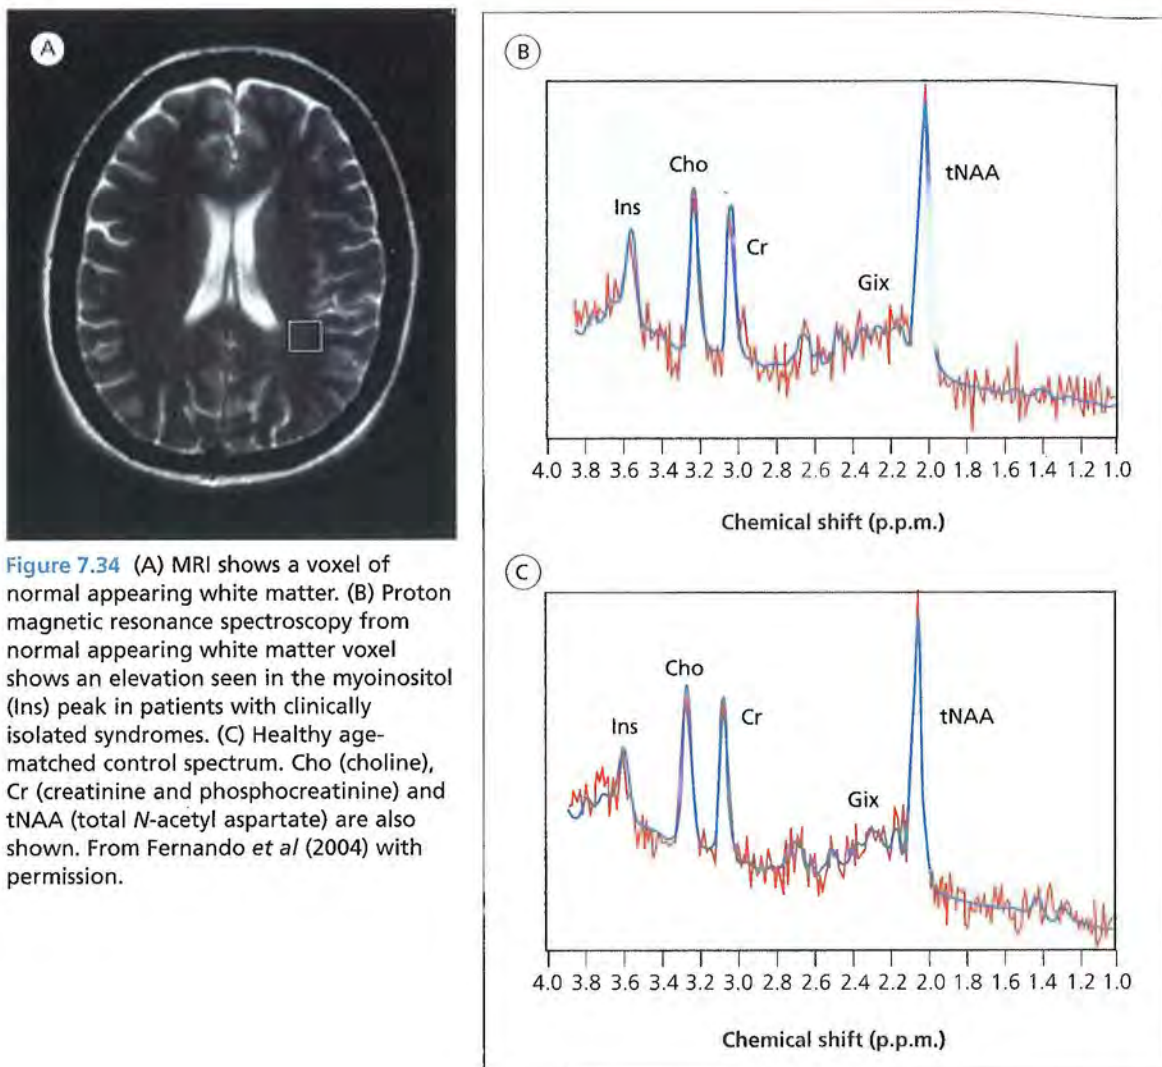 A
Figure 7.34 (A) MRI shows a voxel of
normal appearing white matter. (B) Proton
magnetic resonance spectroscopy from
normal appearing white matter voxel
shows an elevation seen in the myoinositol
(Ins) peak in patients with clinically
isolated syndromes. (C) Healthy age-
matched control spectrum. Cho (choline),
Cr (creatinine and phosphocreatinine) and
tNAA (total N-acetyl aspartate) are also
shown. From Fernando et al (2004) with
permission.
B
tNAA
Cho
Ins
Cr
Gix
4.0 3.8 3.6 3.4 3.2 3.0 2.8 2.6 2.4 2.2 2.0 1.8 1.6 1.4 1.2 1.0
Chemical shift (p.p.m.)
C
Cho
Ins
Cr
tNAA
Gix
4.0 3.8 3.6 3.4 3.2 3.0 2.8 2.6 2.4 2.2 2.0 1.8 1.6 1.4 1.2 1.0
Chemical shift (p.p.m.)